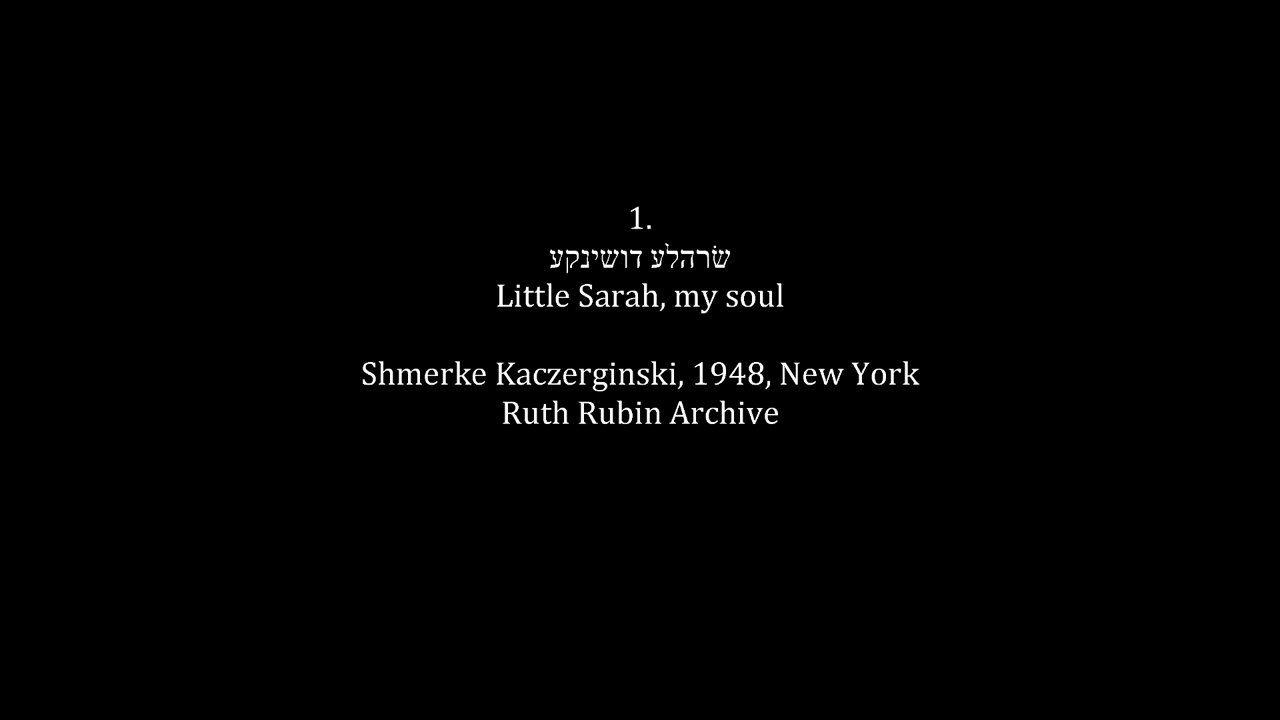 1.
שׂרהלע דושינקע
Little Sarah, my soul
Shmerke Kaczerginski, 1948, New York
Ruth Rubin Archive